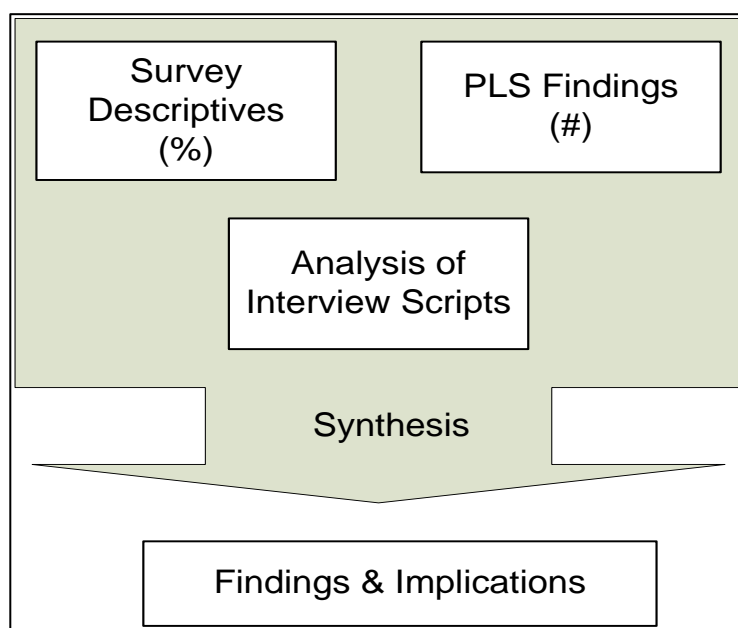 Survey
Descriptives
(%)
PLS Findings
(#)
Analysis of
Interview Scripts
Synthesis
Findings & Implications